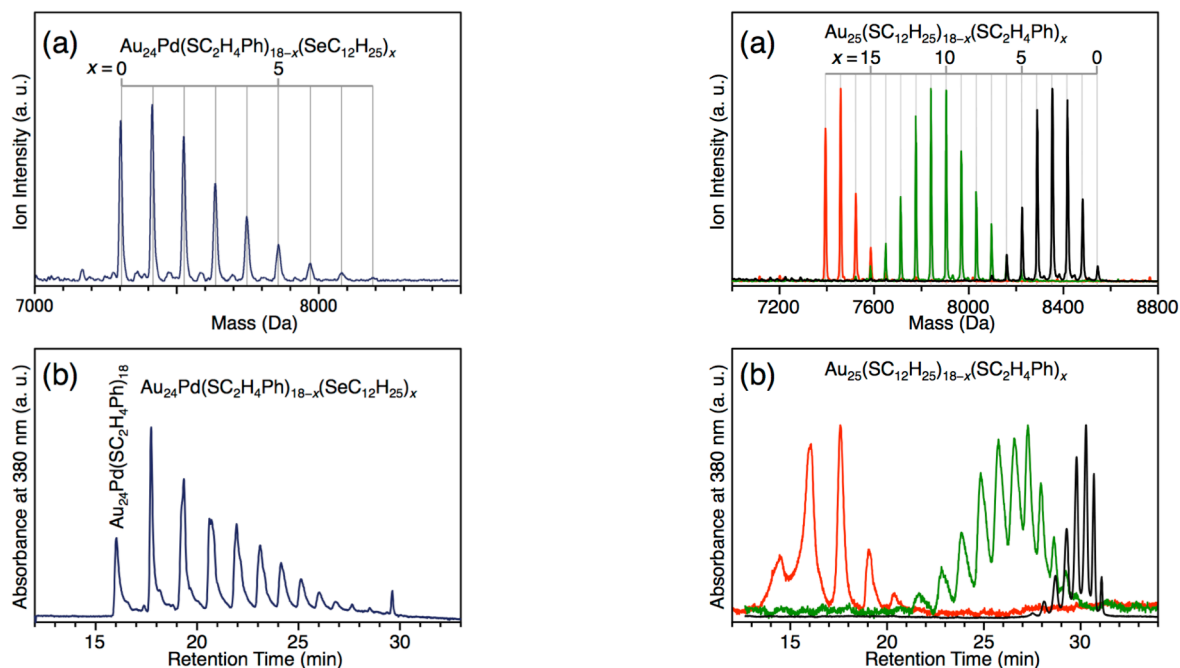 (a)
Au24Pd(SC2H4Ph)18−x(SeC12H25)x
x = 0 5
Ion Intensity (a. u.)
7000 8000
Mass (Da)
(b)
Au24Pd(SC2H4Ph)18−x(SeC12H25)x
Au24Pd(SC2H4Ph)18
Absorbance at 380 nm (a. u.)
15 20 25 30
Retention Time (min)
(a)
Au25(SC12H25)18−x(SC2H4Ph)x
x = 15 10 5 0
Ion Intensity (a. u.)
7200 7600 8000 8400 8800
Mass (Da)
(b)
Au25(SC12H25)18−x(SC2H4Ph)x
Absorbance at 380 nm (a. u.)
15 20 25 30
Retention Time (min)